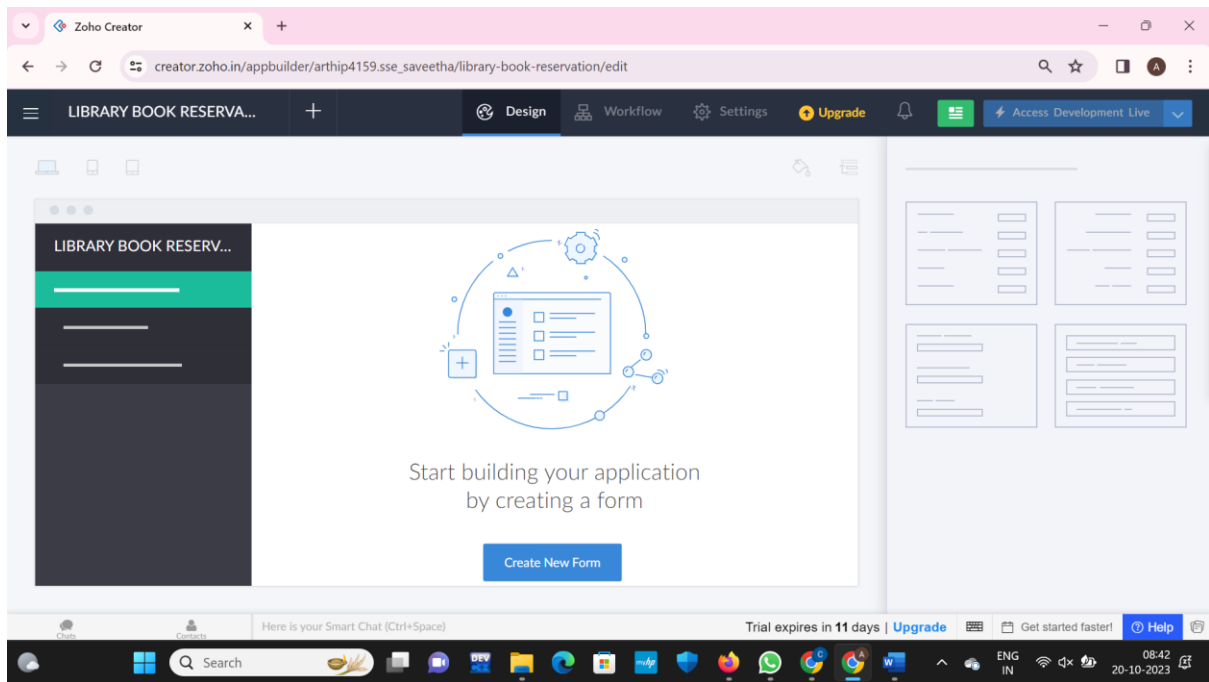 Zoho Creator
creator.zoho.in/appbuilder/arthip4159.sse_saveetha/library-book-reservation/edit
A
LIBRARY BOOK RESERVA...
Design
Workflow
Settings
Upgrade
Access Development Live
LIBRARY BOOK RESERV...
Start building your application
by creating a form
Create New Form
Chats
Contacts
Here is your Smart Chat (Ctrl+Space)
Trial expires in 11 days | Upgrade
Get started faster!
Help
Search
DEV
ENG
IN
08:42
20-10-2023